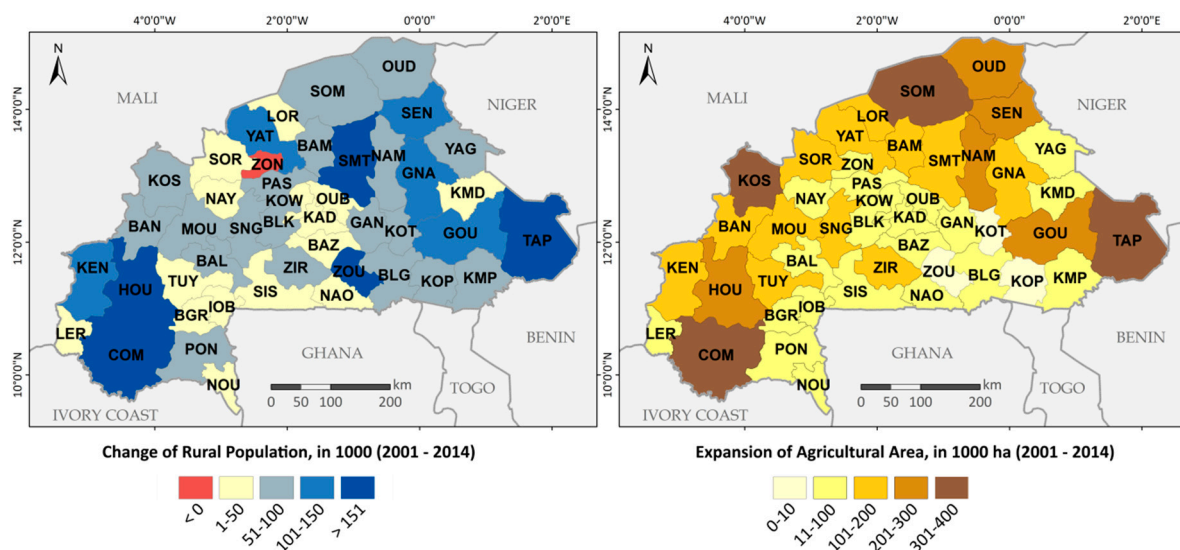 4°0'0"W 2°0'0"W 0°0'0"W 2°0'0"E
N
14°0'0"N
12°0'0"N
10°0'0"N
MALI
NIGER
BENIN
GHANA
TOGO
IVORY COAST
OUD
SOM
LOR
SEN
YAT
BAM
SMT
NAM
YAG
SOR
ZON
GNA
KOS
PAS
KMD
NAY
KOW
OUB
KAD
BAN
MOU
SNG
BLK
GAN
KOT
GOU
TAP
BAL
BAZ
KEN
HOU
TUY
ZIR
ZOU
BLG
KOP
KMP
SIS
NAO
BGR
IOB
LER
COM
PON
NOU
0 50 100 200
km
Change of Rural Population, in 1000 (2001 - 2014)
< 0
1-50
51-100
101-150
> 151
4°0'0"W 2°0'0"W 0°0'0"W 2°0'0"E
N
14°0'0"N
12°0'0"N
10°0'0"N
MALI
NIGER
BENIN
GHANA
TOGO
IVORY COAST
OUD
SOM
LOR
SEN
YAT
BAM
SMT
NAM
YAG
SOR
ZON
GNA
KOS
PAS
KMD
NAY
KOW
OUB
KAD
BAN
MOU
SNG
BLK
GAN
KOT
GOU
TAP
BAL
BAZ
KEN
HOU
TUY
ZIR
ZOU
BLG
KOP
KMP
SIS
NAO
BGR
IOB
LER
COM
PON
NOU
0 50 100 200
km
Expansion of Agricultural Area, in 1000 ha (2001 - 2014)
0-10
11-100
101-200
201-300
301-400